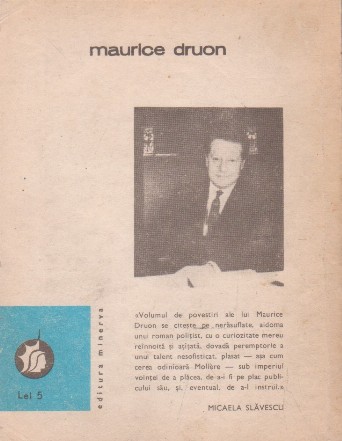 maurice druon
»Volumul de povestiri ale lui Maurice
Druon se citește pe nerăsuflate, aidoma
unui roman polițist, cu o curiozitate mereu
reînnoită și ațîțată, dovadă peremptorie a
unui talent nesofisticat, plasat — așa cum
cerea odinioară Molière — sub imperiul
voinței de a plăcea, de-a-i fi pe plac publi-
cului său, și, eventual, de a-l instrui.«
MICAELA SLĂVESCU
editura minerva
Lei 5